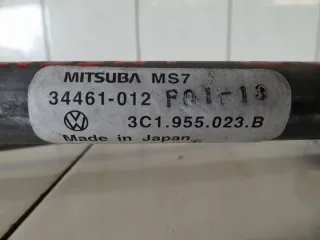 MITSUBA MS7
34461-012 F01-13
3C1.955.023.B
Made in Japan